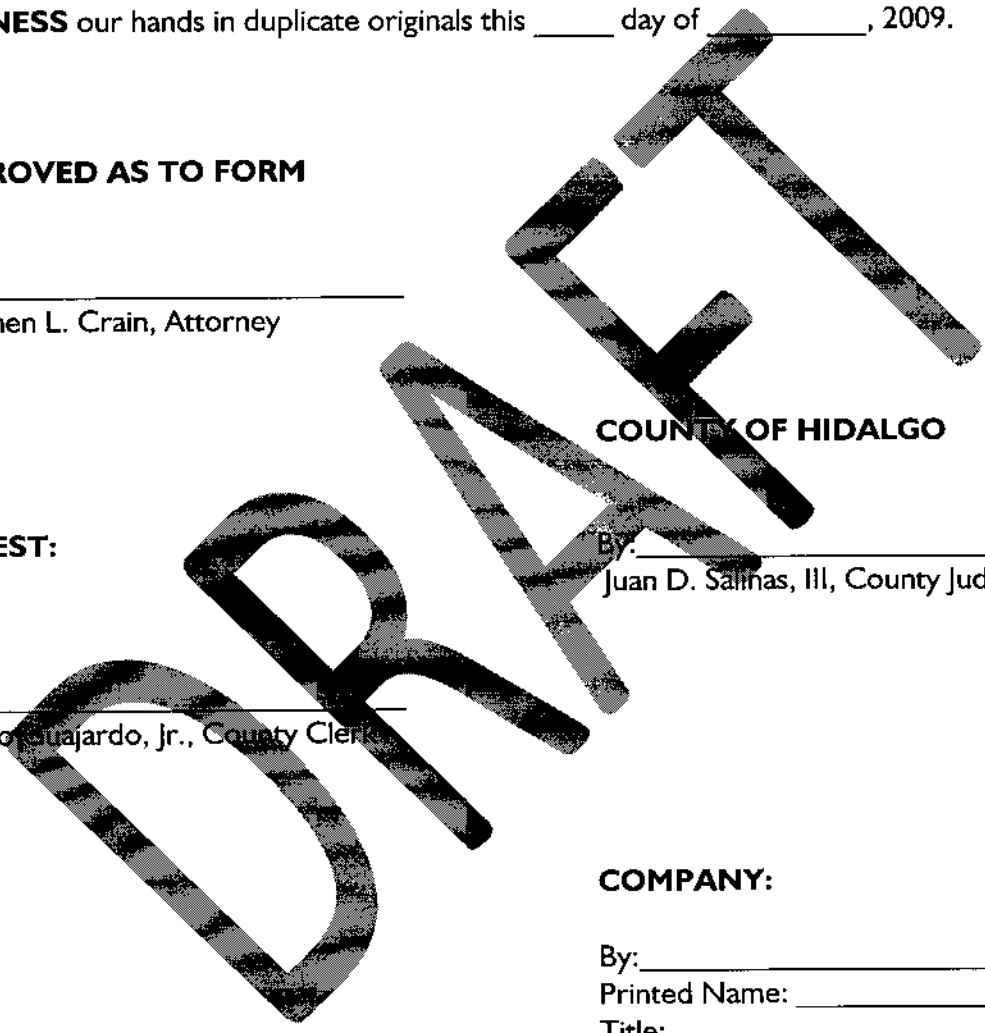 NESS our hands in duplicate originals this _____ day of __________, 2009.
ROVED AS TO FORM
hen L. Crain, Attorney
COUNTY OF HIDALGO
EST:
By:
Juan D. Salinas, III, County Jud
o Guajardo, Jr., County Clerk
COMPANY:
By:
Printed Name:
Title:
DRAFT